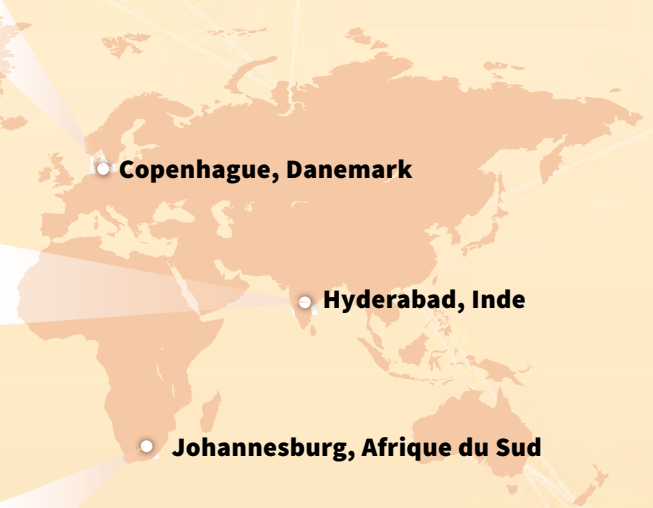 Copenhague, Danemark
Hyderabad, Inde
Johannesburg, Afrique du Sud